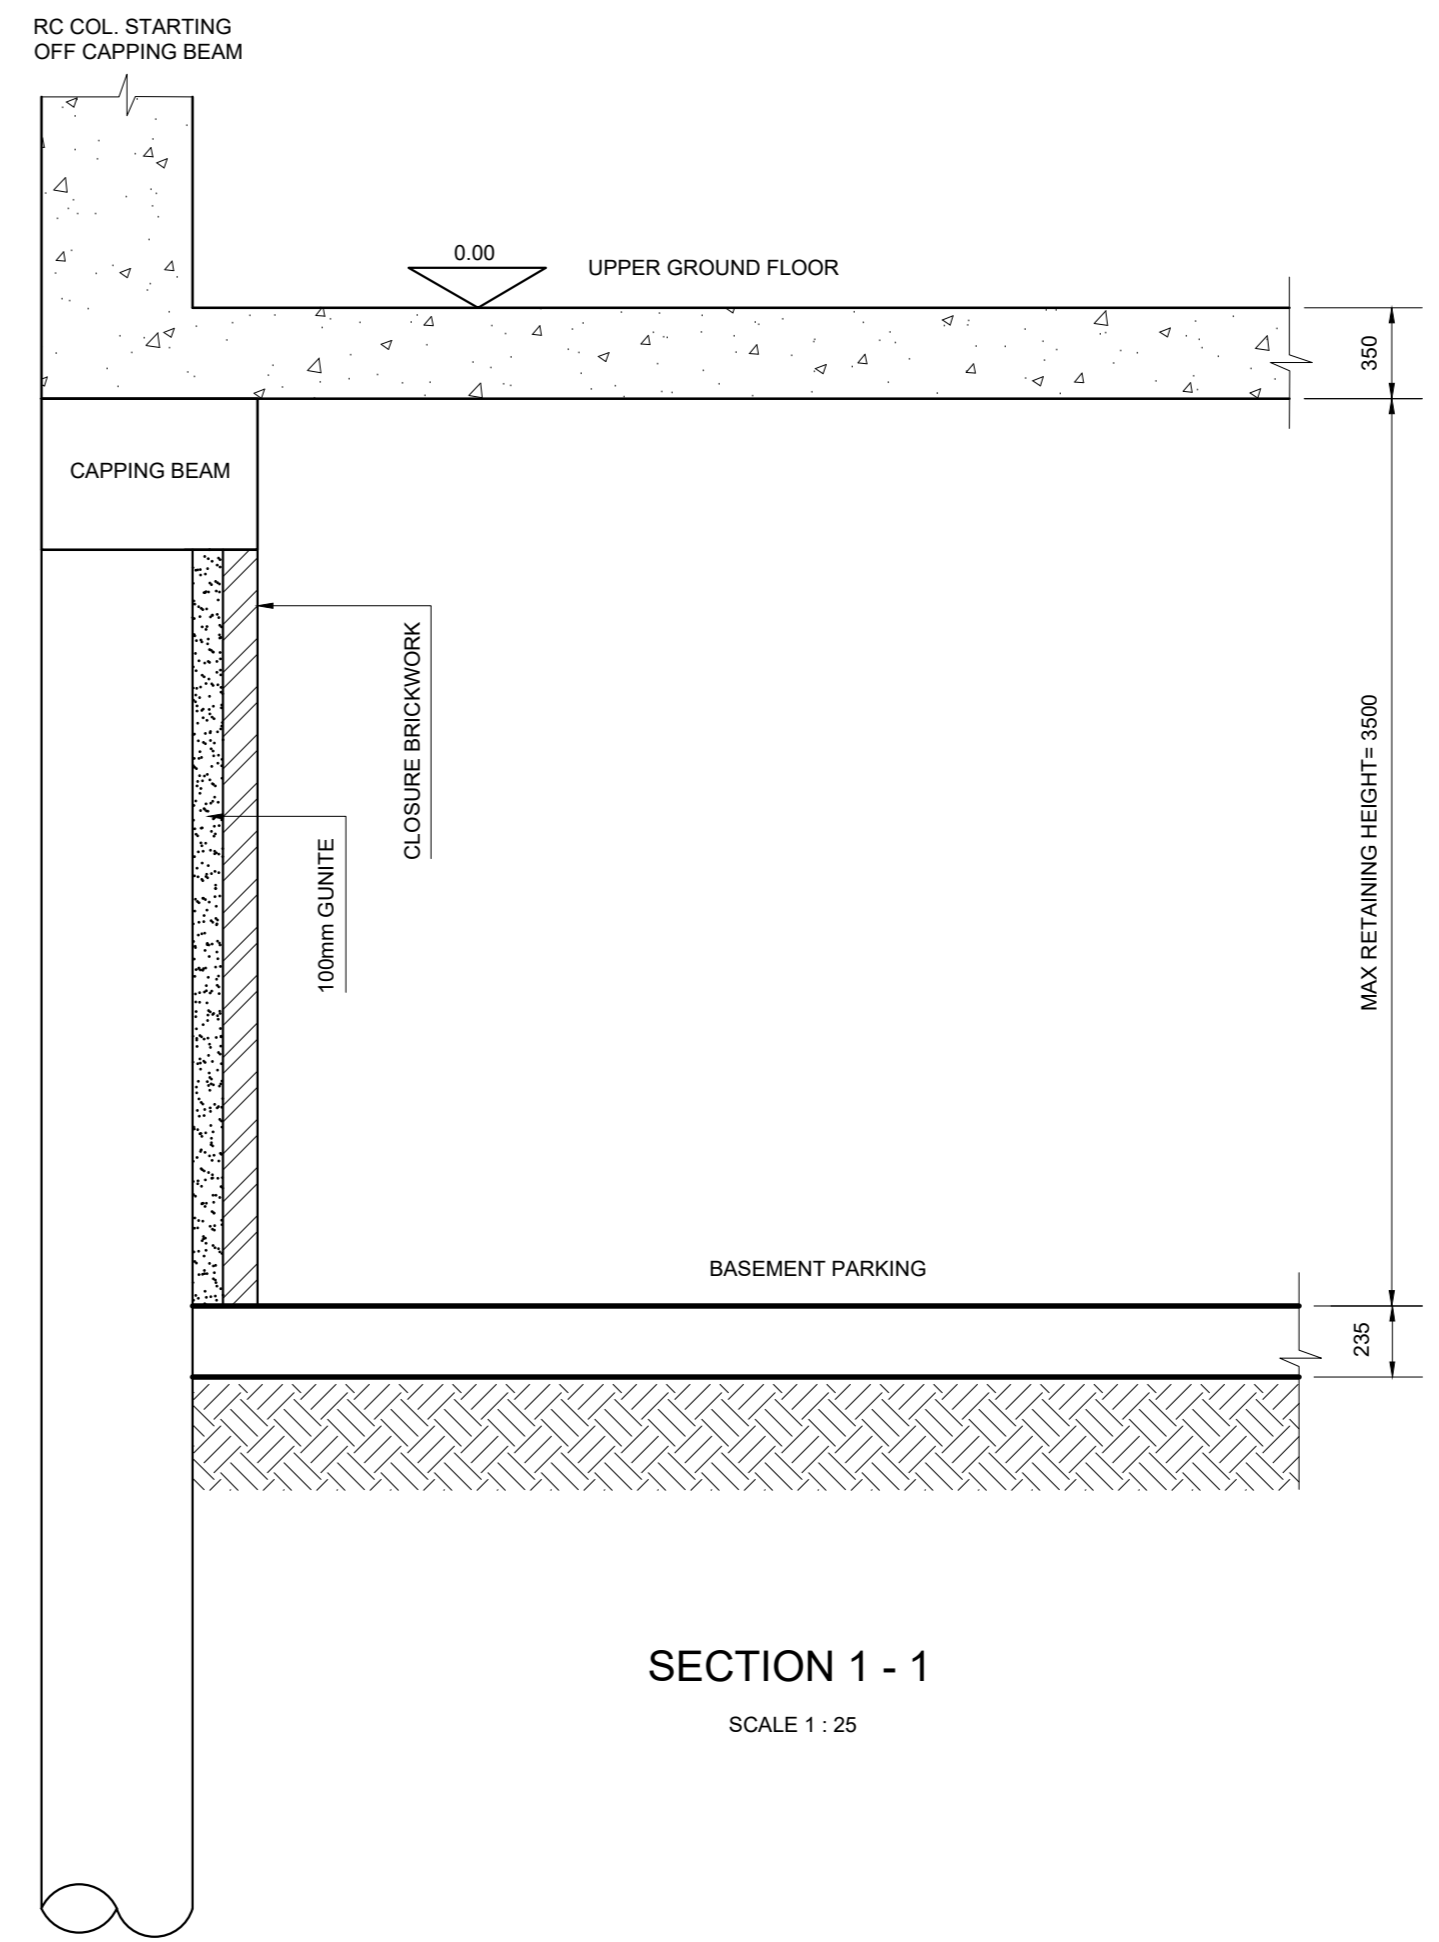 RC COL. STARTING
OFF CAPPING BEAM
0.00
UPPER GROUND FLOOR
350
CAPPING BEAM
CLOSURE BRICKWORK
100mm GUNITE
MAX RETAINING HEIGHT= 3500
BASEMENT PARKING
235
SECTION 1 - 1
SCALE 1 : 25